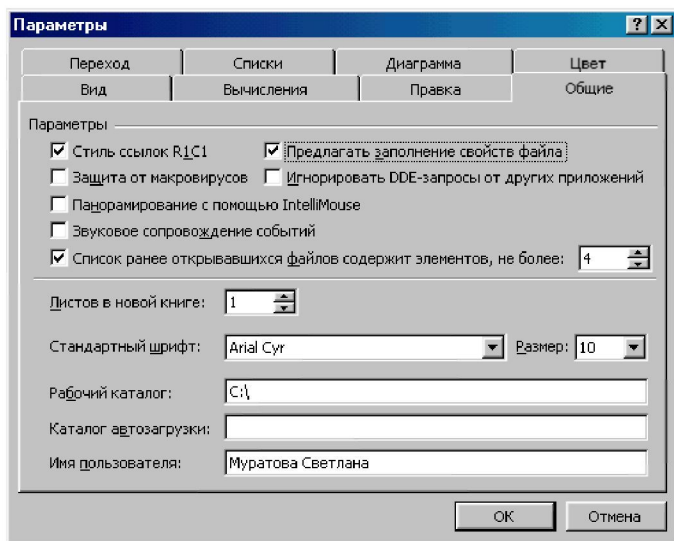 Параметры
Переход Списки Диаграмма Цвет
Вид Вычисления Правка Общие
Параметры
Стиль ссылок R1C1 Предлагать заполнение свойств файла
Защита от макровирусов Игнорировать DDE-запросы от других приложений
Панорамирование с помощью IntelliMouse
Звуковое сопровождение событий
Список ранее открывавшихся файлов содержит элементов, не более: 4
Листов в новой книге: 1
Стандартный шрифт: Arial Cyr Размер: 10
Рабочий каталог: C:\
Каталог автозагрузки:
Имя пользователя: Муратова Светлана
ОК Отмена